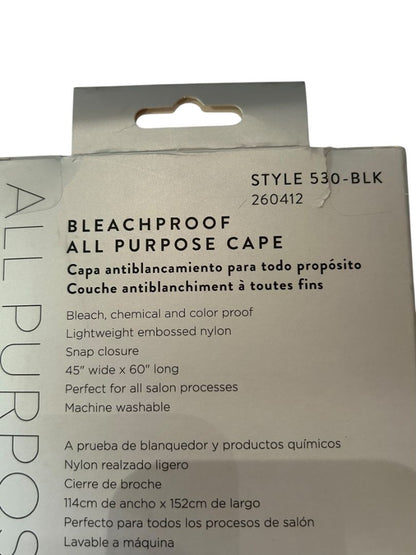 STYLE 530-BLK
260412
BLEACHPROOF
ALL PURPOSE CAPE
Capa antiblancamiento para todo propósito
Couche antiblanchiment à toutes fins
Bleach, chemical and color proof
Lightweight embossed nylon
Snap closure
45" wide x 60" long
Perfect for all salon processes
Machine washable
A prueba de blanquedor y productos químicos
Nylon realzado ligero
Cierre de broche
114cm de ancho x 152cm de largo
Perfecto para todos los procesos de salón
Lavable a máquina
ALL PURPOS